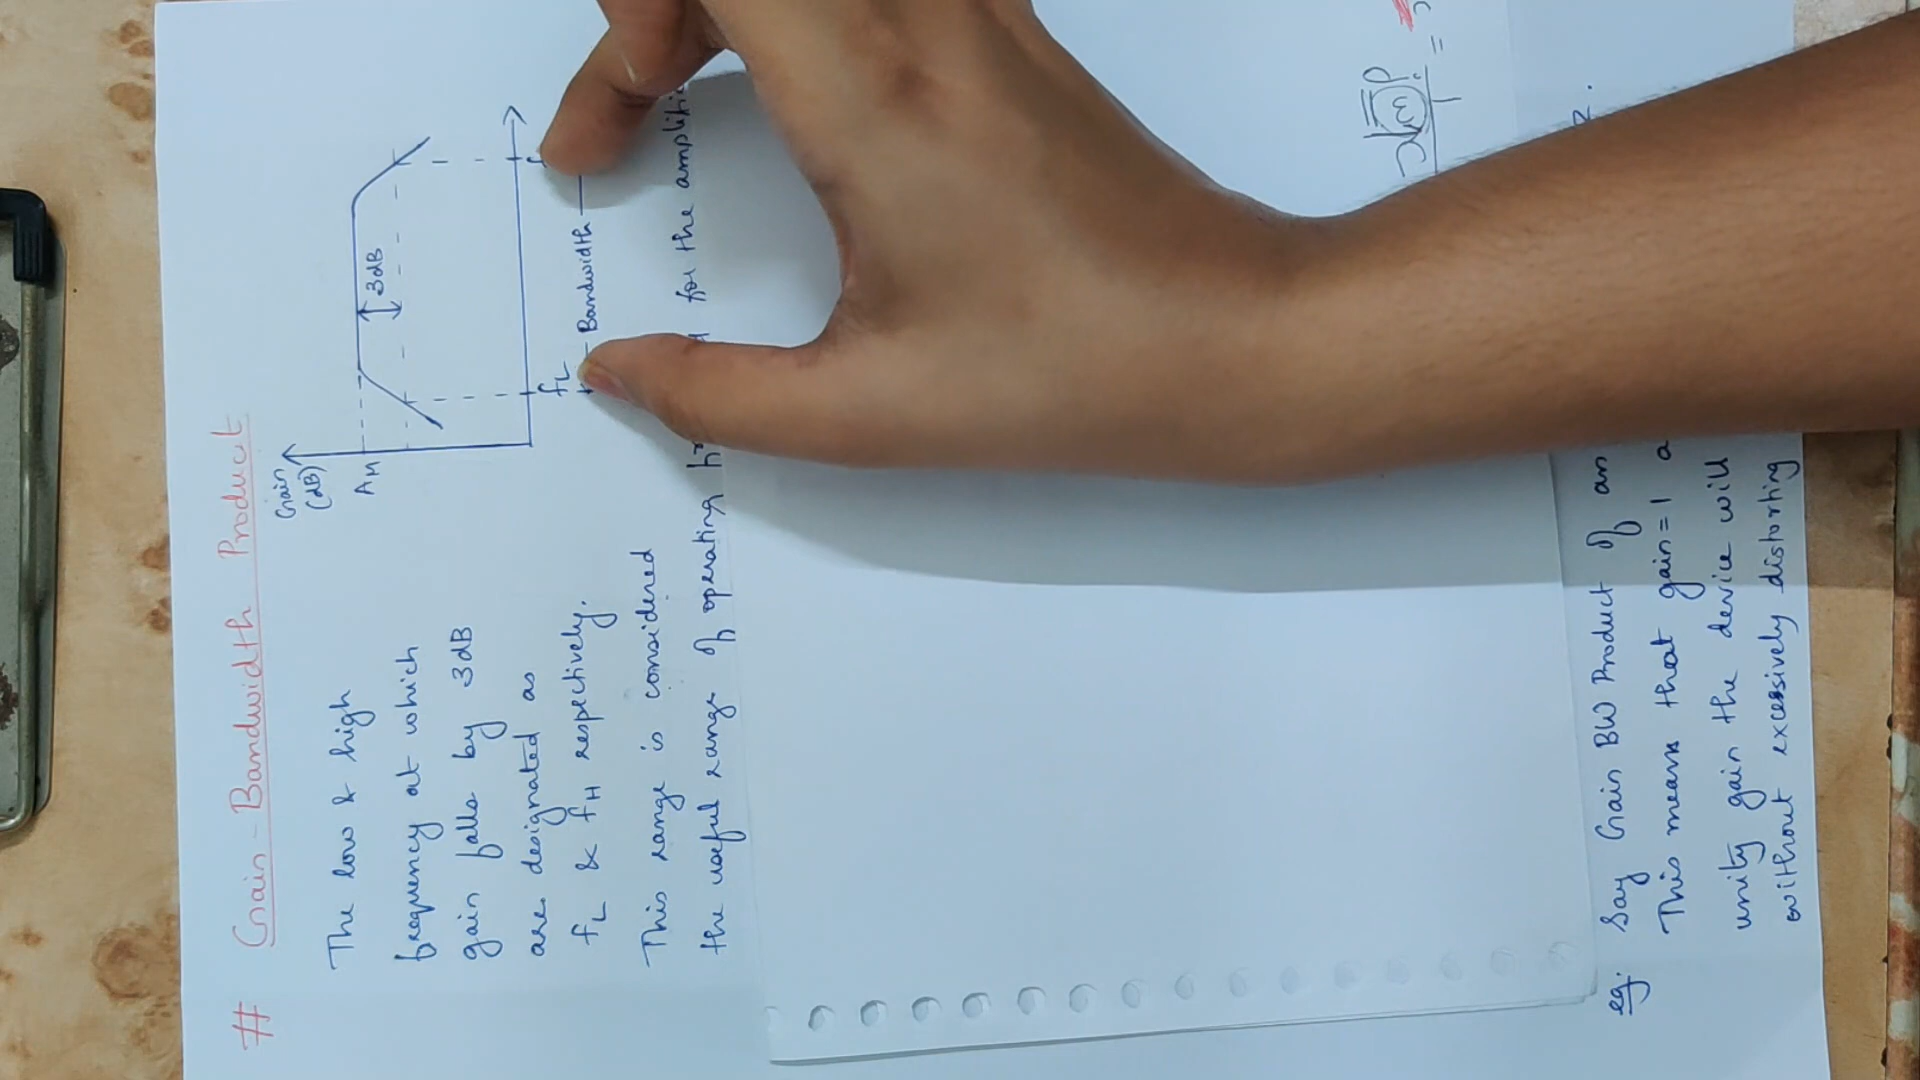 # Gain - Bandwidth Product
The low & high
frequency at which
gain falls by 3dB
are designated as
fL & fH respectively.
This range is considered
the useful range of operating for the
Gain
(dB)
AM
3dB
fL
Bandwidth
eg. Say Gain BW Product of an
This means that gain=1 a
unity gain the device will
without excessively distorting